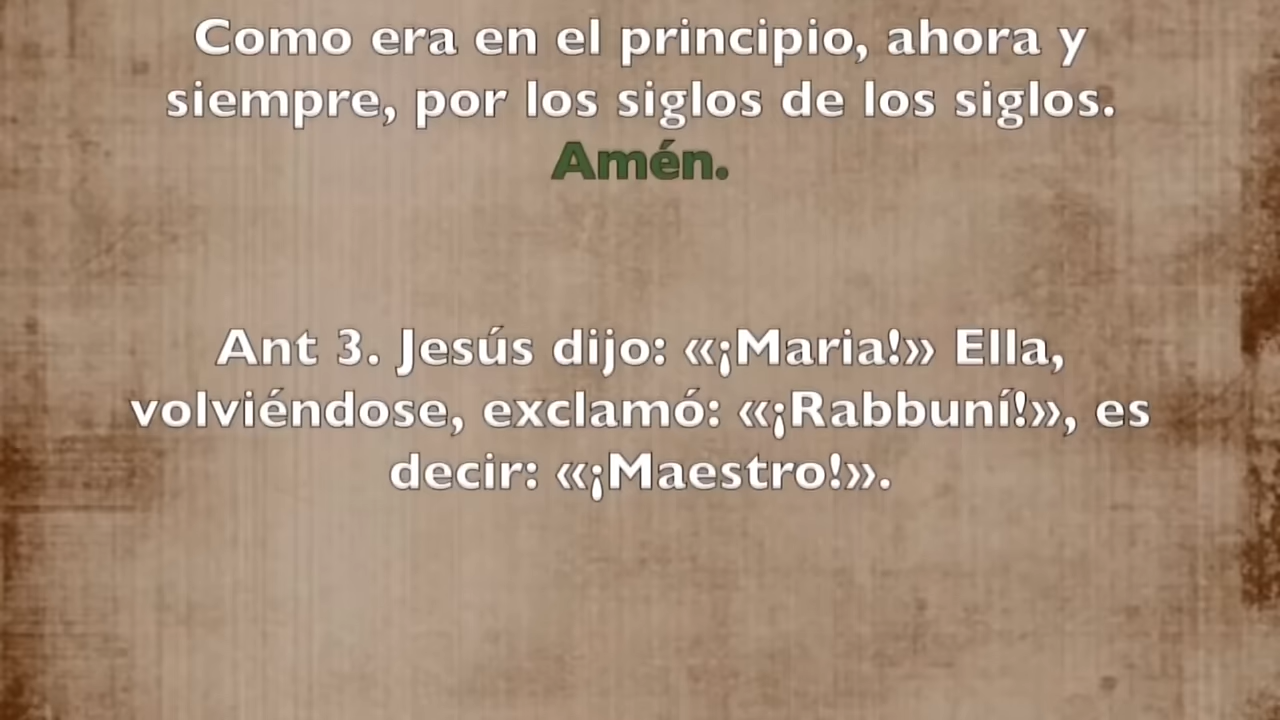 Como era en el principio, ahora y
siempre, por los siglos de los siglos.
Amén.
Ant 3. Jesús dijo: «¡Maria!» Ella,
volviéndose, exclamó: «¡Rabbuní!», es
decir: «¡Maestro!».